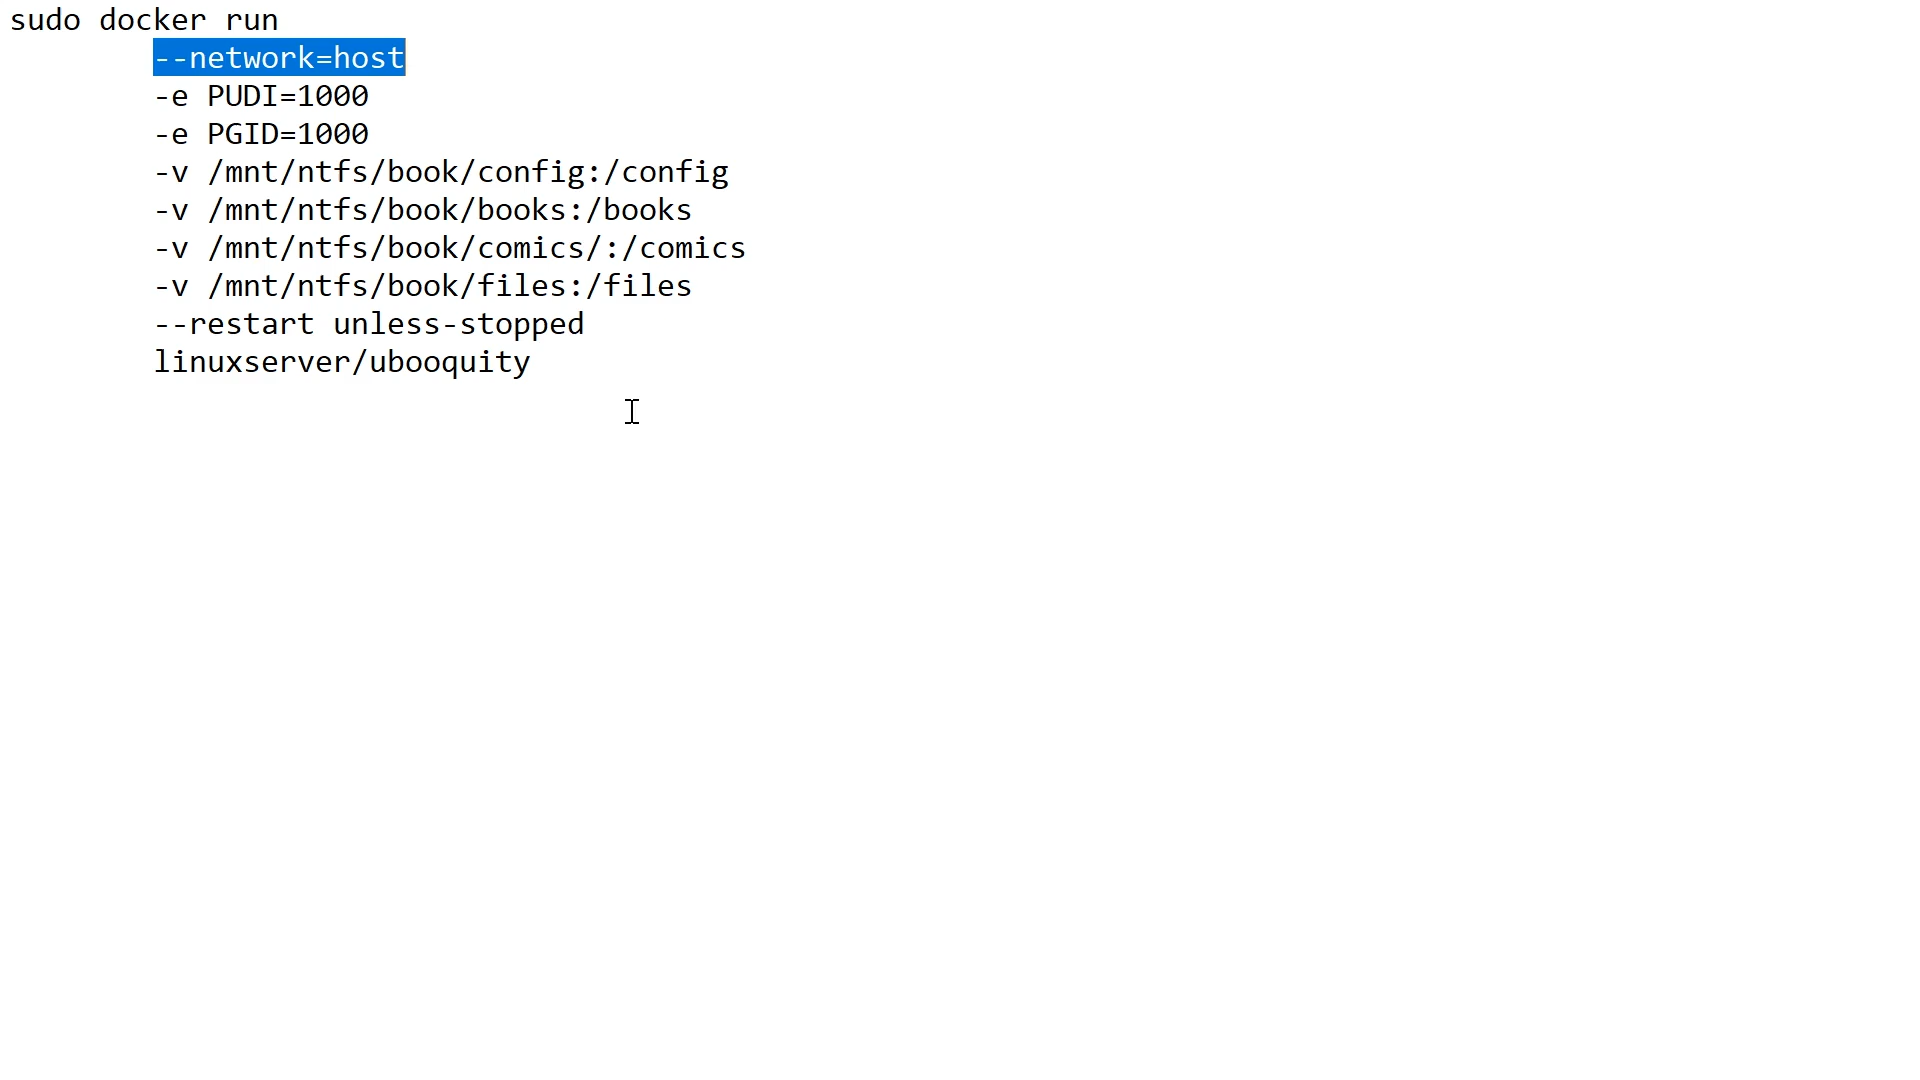 sudo docker run
--network=host
-e PUDI=1000
-e PGID=1000
-v /mnt/ntfs/book/config:/config
-v /mnt/ntfs/book/books:/books
-v /mnt/ntfs/book/comics/:/comics
-v /mnt/ntfs/book/files:/files
--restart unless-stopped
linuxserver/ubooquity